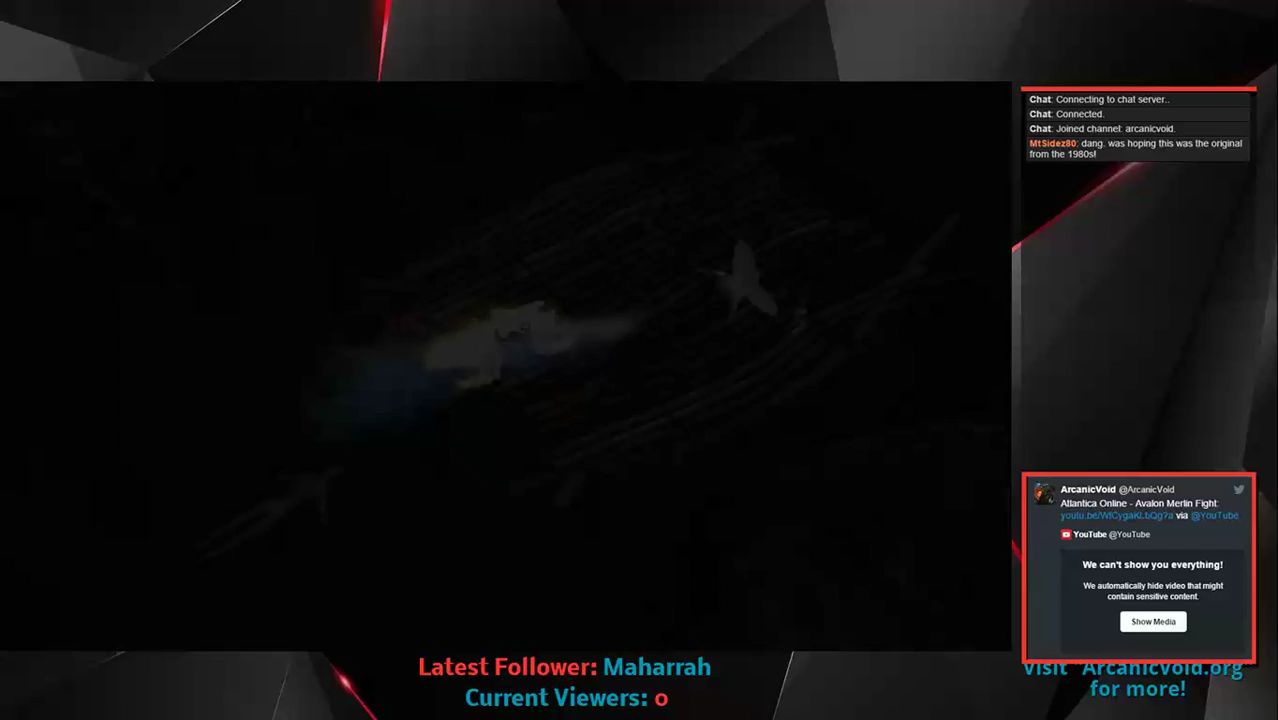 Chat: Connecting to chat server..
Chat: Connected.
Chat: Joined channel: arcanicvoid.
MtSidez80: dang. was hoping this was the original
from the 1980s!
ArcanicVoid @ArcanicVoid
Atlantica Online - Avalon Merlin Fight:
via @YouTube
YouTube @YouTube
We can't show you everything!
We automatically hide video that might
contain sensitive content.
Show Media
Latest Follower: Maharrah
Current Viewers: 0
Visit ArcanicVoid.org
for more!